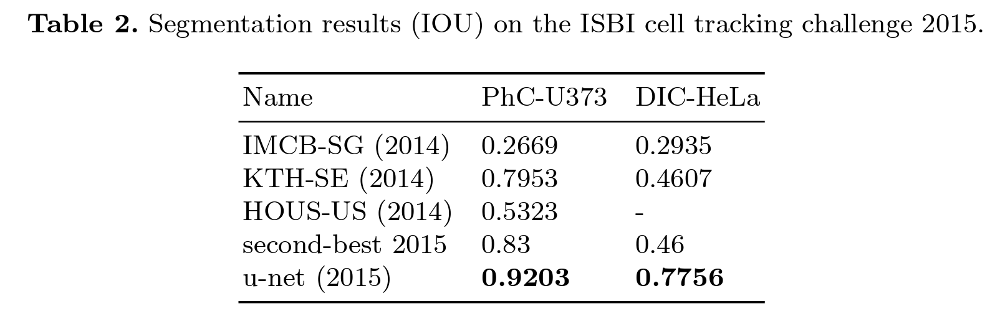 Table 2. Segmentation results (IOU) on the ISBI cell tracking challenge 2015.
Name PhC-U373 DIC-HeLa
IMCB-SG (2014) 0.2669 0.2935
KTH-SE (2014) 0.7953 0.4607
HOUS-US (2014) 0.5323 -
second-best 2015 0.83 0.46
u-net (2015) 0.9203 0.7756